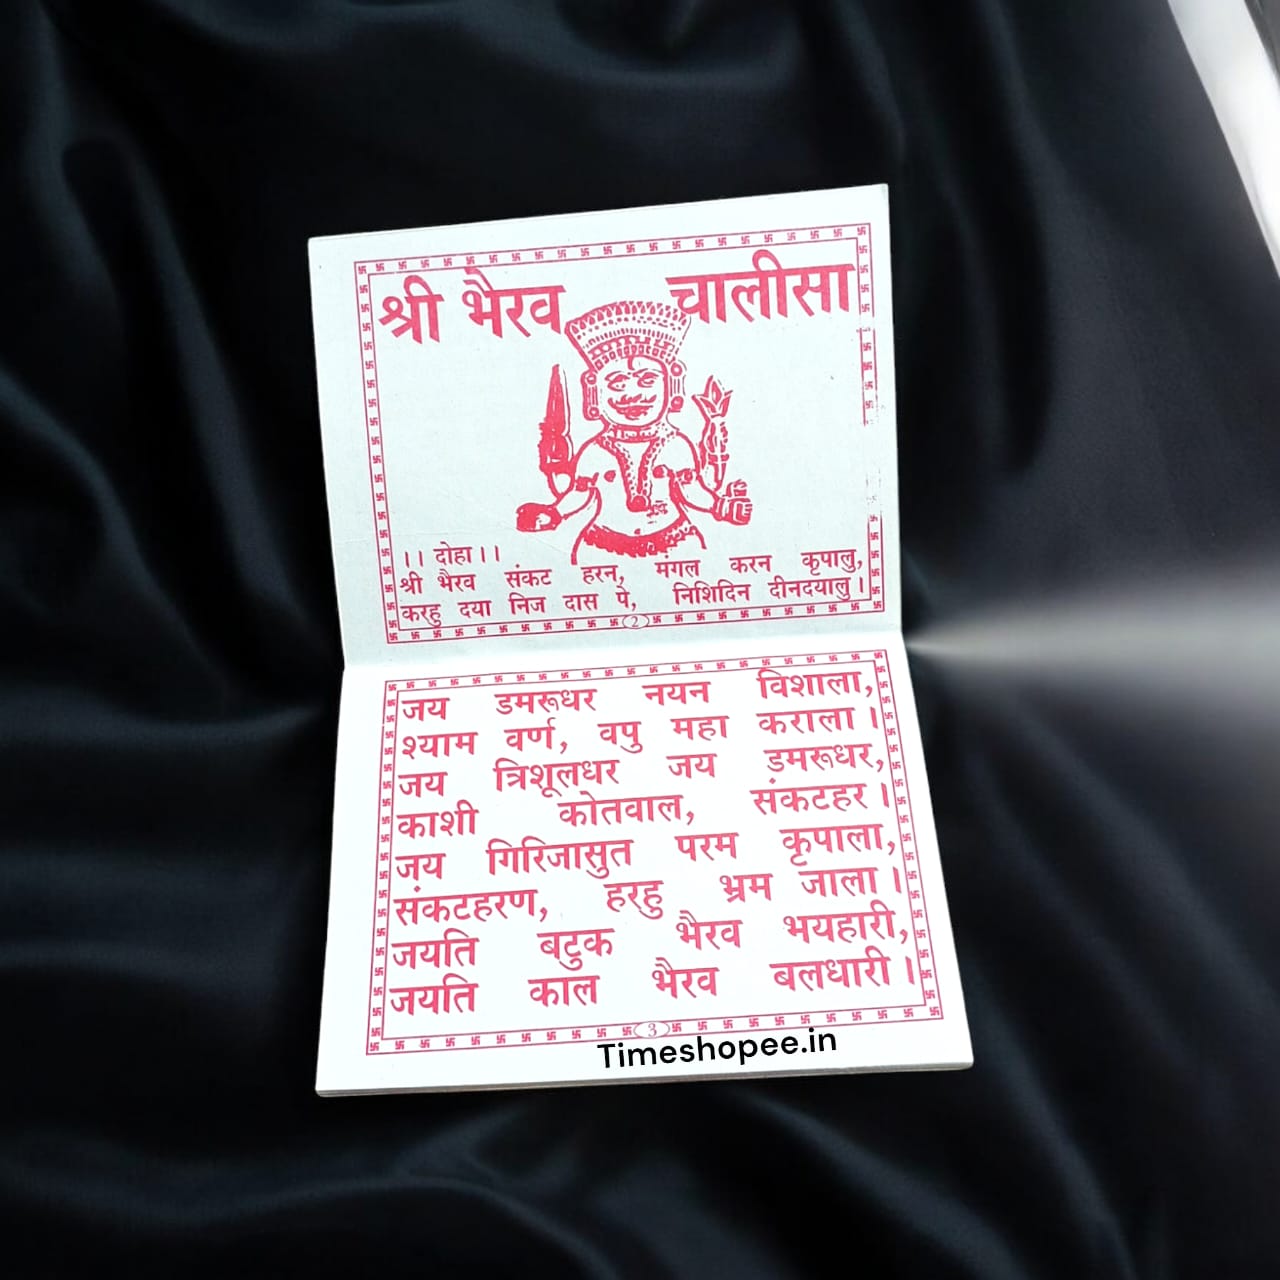 श्री भैरव चालीसा
।। दोहा ।।
श्री भैरव संकट हरन, मंगल करन कृपालु,
करहु दया निज दास पे, निशिदिन दीनदयालु।
2
जय डमरूधर नयन विशाला,
श्याम वर्ण, वपु महा कराला।
जय त्रिशूलधर जय डमरूधर,
काशी कोतवाल, संकटहर।
जय गिरिजासुत परम कृपाला,
संकटहरण, हरहु भ्रम जाला।
जयति बटुक भैरव भयहारी,
जयति काल भैरव बलधारी।
3
Timeshopee.in